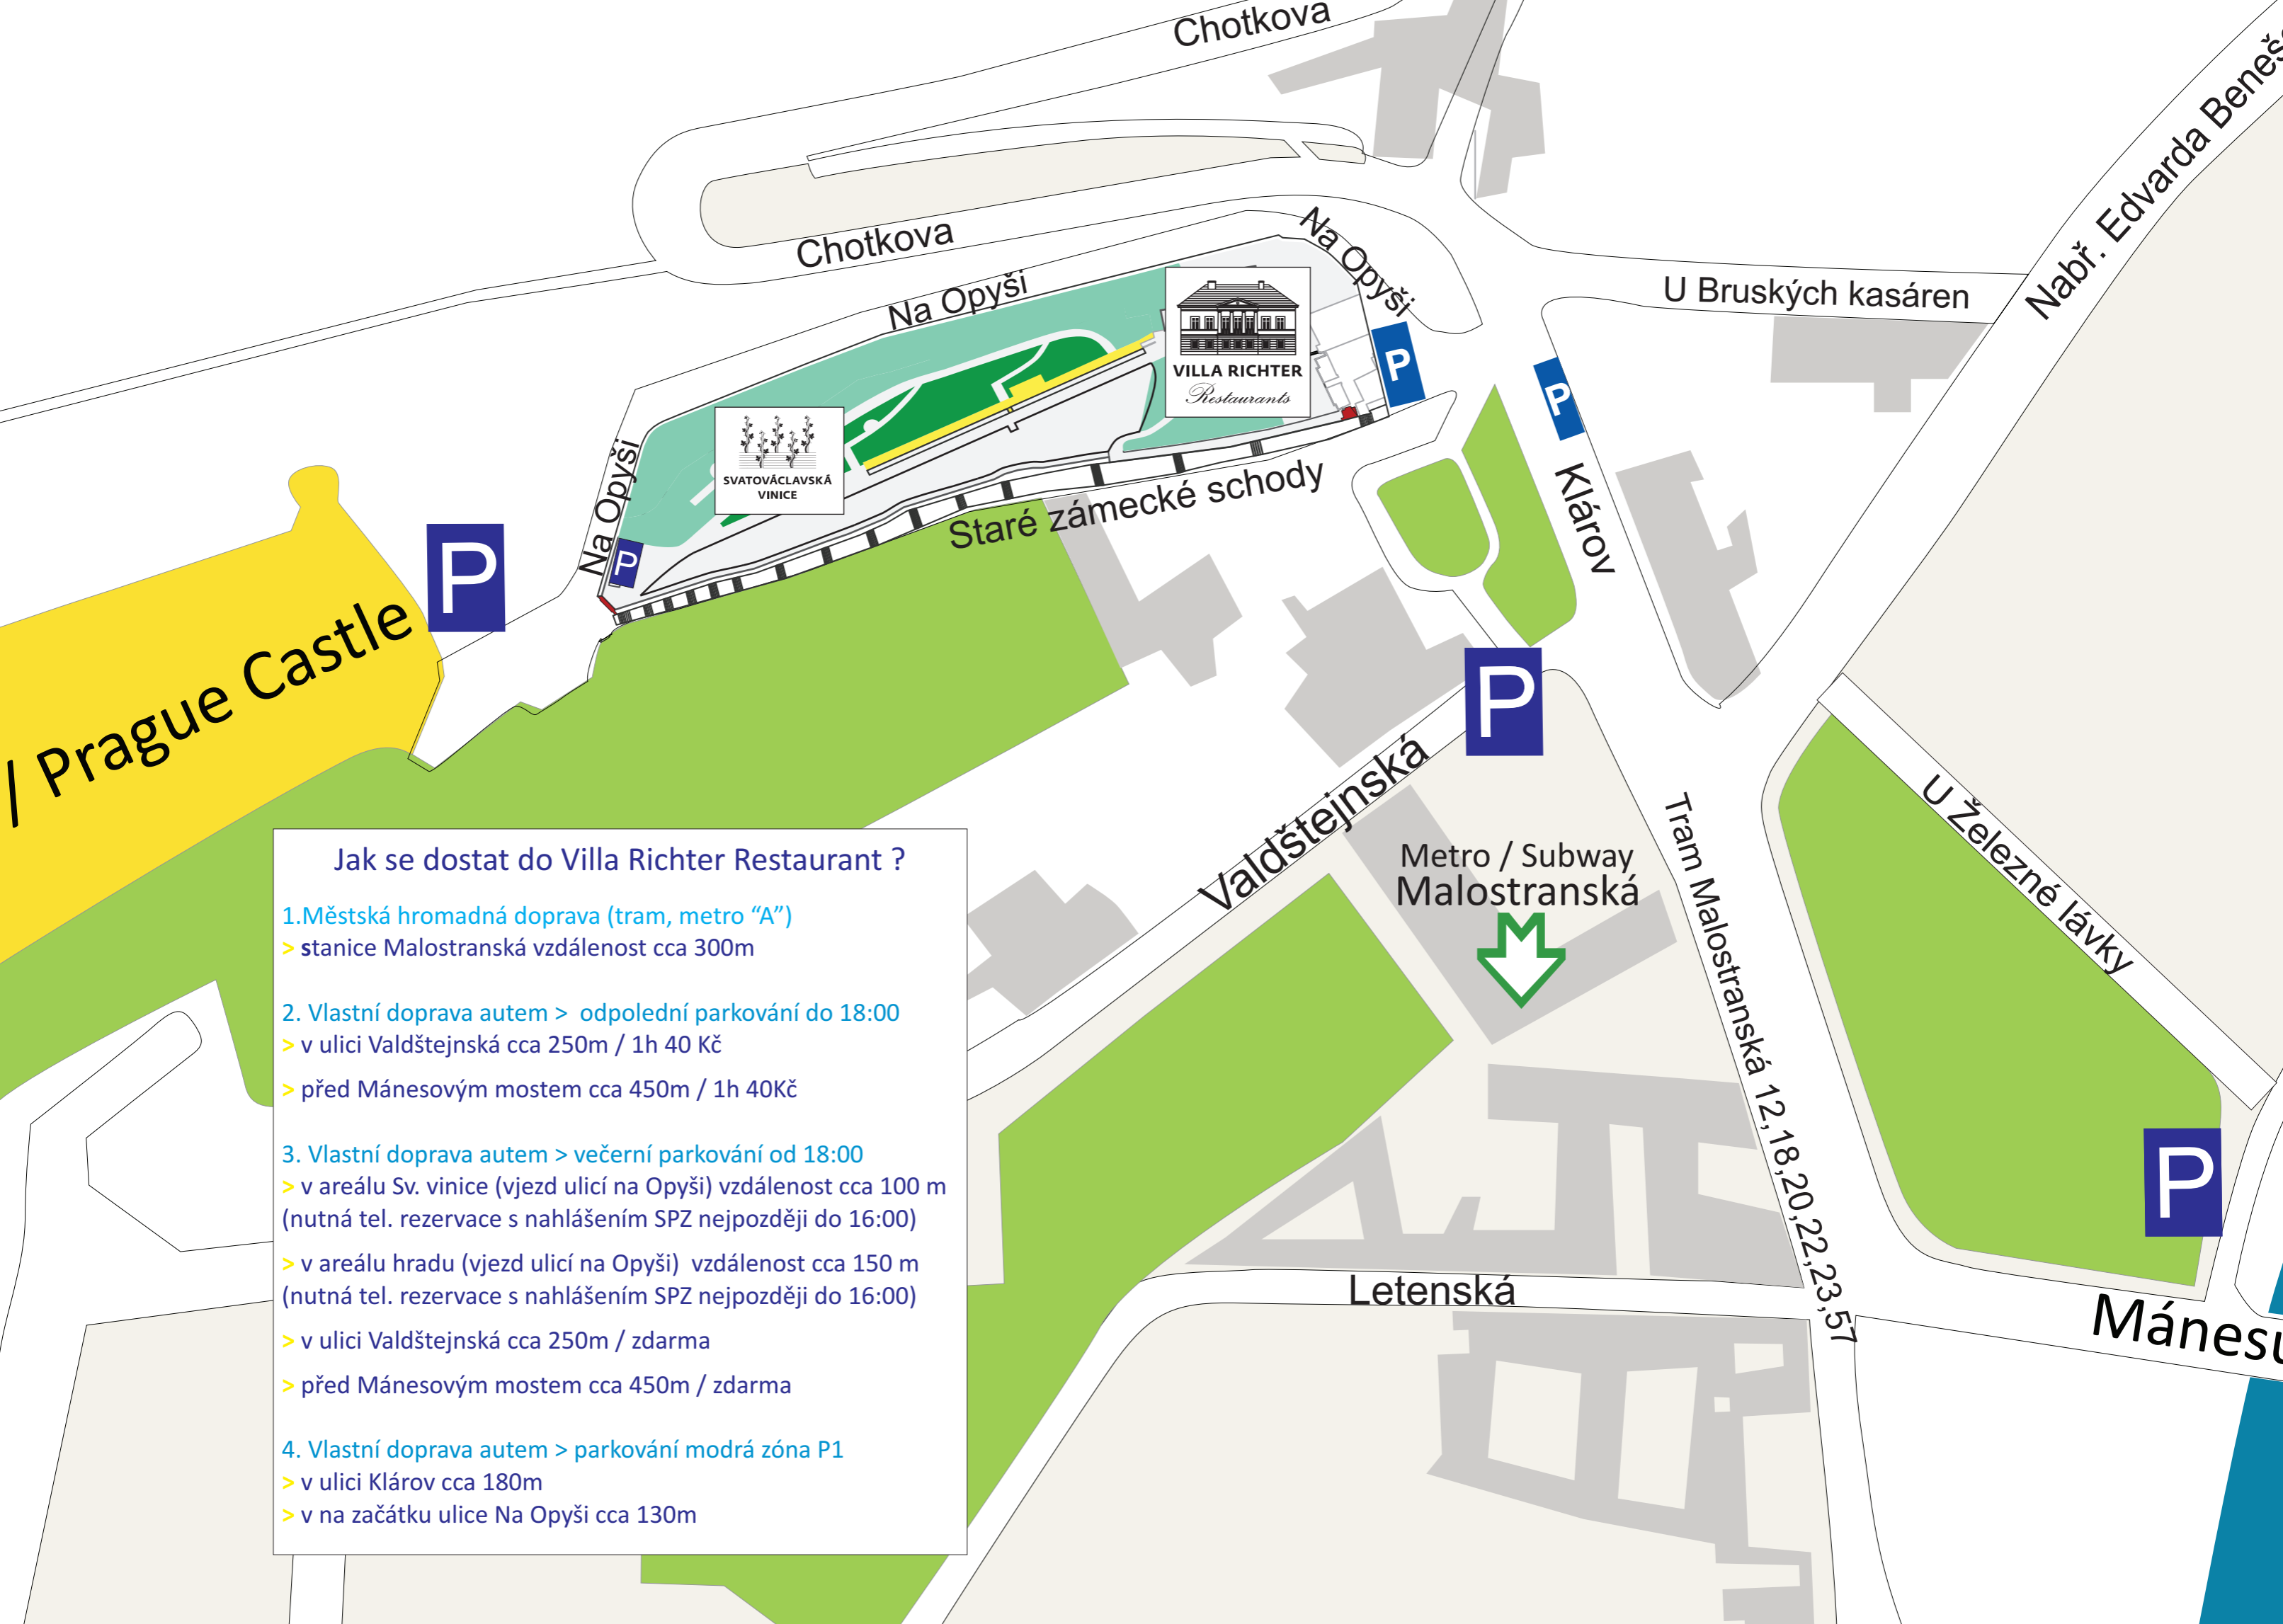 Chotkova
Nabř. Edvarda Beneš
Chotkova
Na Opyši
Na Opyši
U Bruských kasáren
VILLA RICHTER
Restaurants
P
P
SVATOVÁCLAVSKÁ
VINICE
Na Opyši
P
P
Staré zámecké schody
Klárov
/ Prague Castle
P
Valdštejnská
Metro / Subway
Malostranská
Tram Malostranská 12,18,20,22,23,57
U Železné lávky
P
Letenská
Mánesu
Jak se dostat do Villa Richter Restaurant ?
1.Městská hromadná doprava (tram, metro “A”)
> stanice Malostranská vzdálenost cca 300m
2. Vlastní doprava autem > odpolední parkování do 18:00
> v ulici Valdštejnská cca 250m / 1h 40 Kč
> před Mánesovým mostem cca 450m / 1h 40Kč
3. Vlastní doprava autem > večerní parkování od 18:00
> v areálu Sv. vinice (vjezd ulicí na Opyši) vzdálenost cca 100 m
(nutná tel. rezervace s nahlášením SPZ nejpozději do 16:00)
> v areálu hradu (vjezd ulicí na Opyši) vzdálenost cca 150 m
(nutná tel. rezervace s nahlášením SPZ nejpozději do 16:00)
> v ulici Valdštejnská cca 250m / zdarma
> před Mánesovým mostem cca 450m / zdarma
4. Vlastní doprava autem > parkování modrá zóna P1
> v ulici Klárov cca 180m
> v na začátku ulice Na Opyši cca 130m